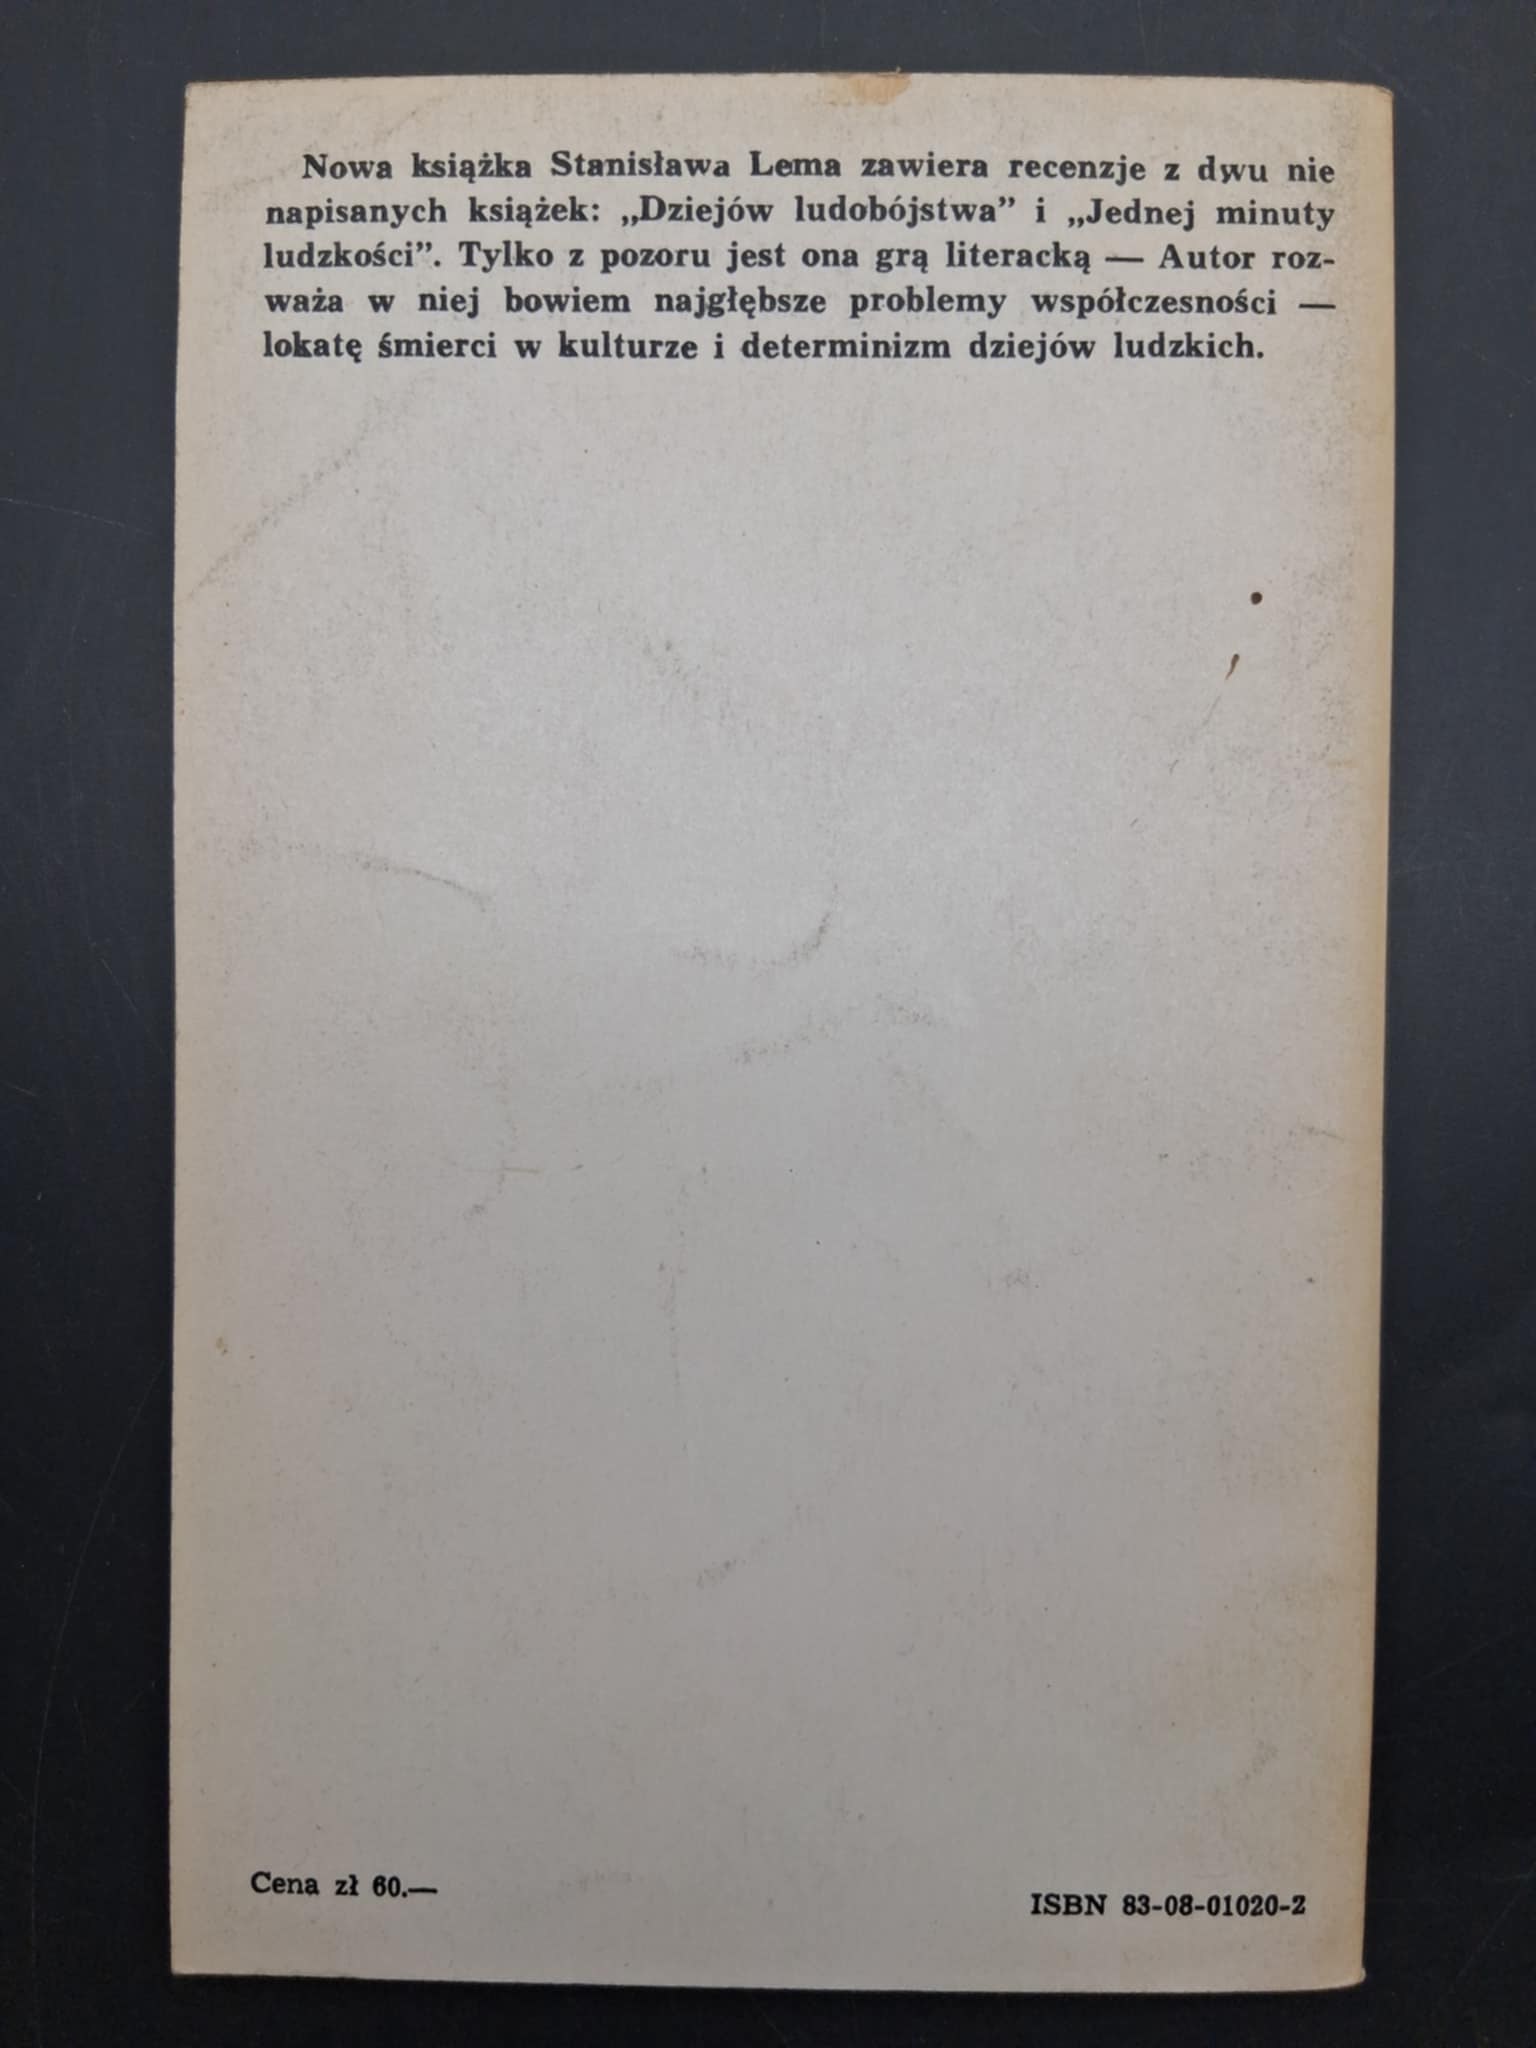 Nowa książka Stanisława Lema zawiera recenzje z dwu nie
napisanych książek: „Dziejów ludobójstwa” i „Jednej minuty
ludzkości”. Tylko z pozoru jest ona grą literacką — Autor roz-
waża w niej bowiem najgłębsze problemy współczesności —
lokatę śmierci w kulturze i determinizm dziejów ludzkich.
Cena zł 60.—
ISBN 83-08-01020-2